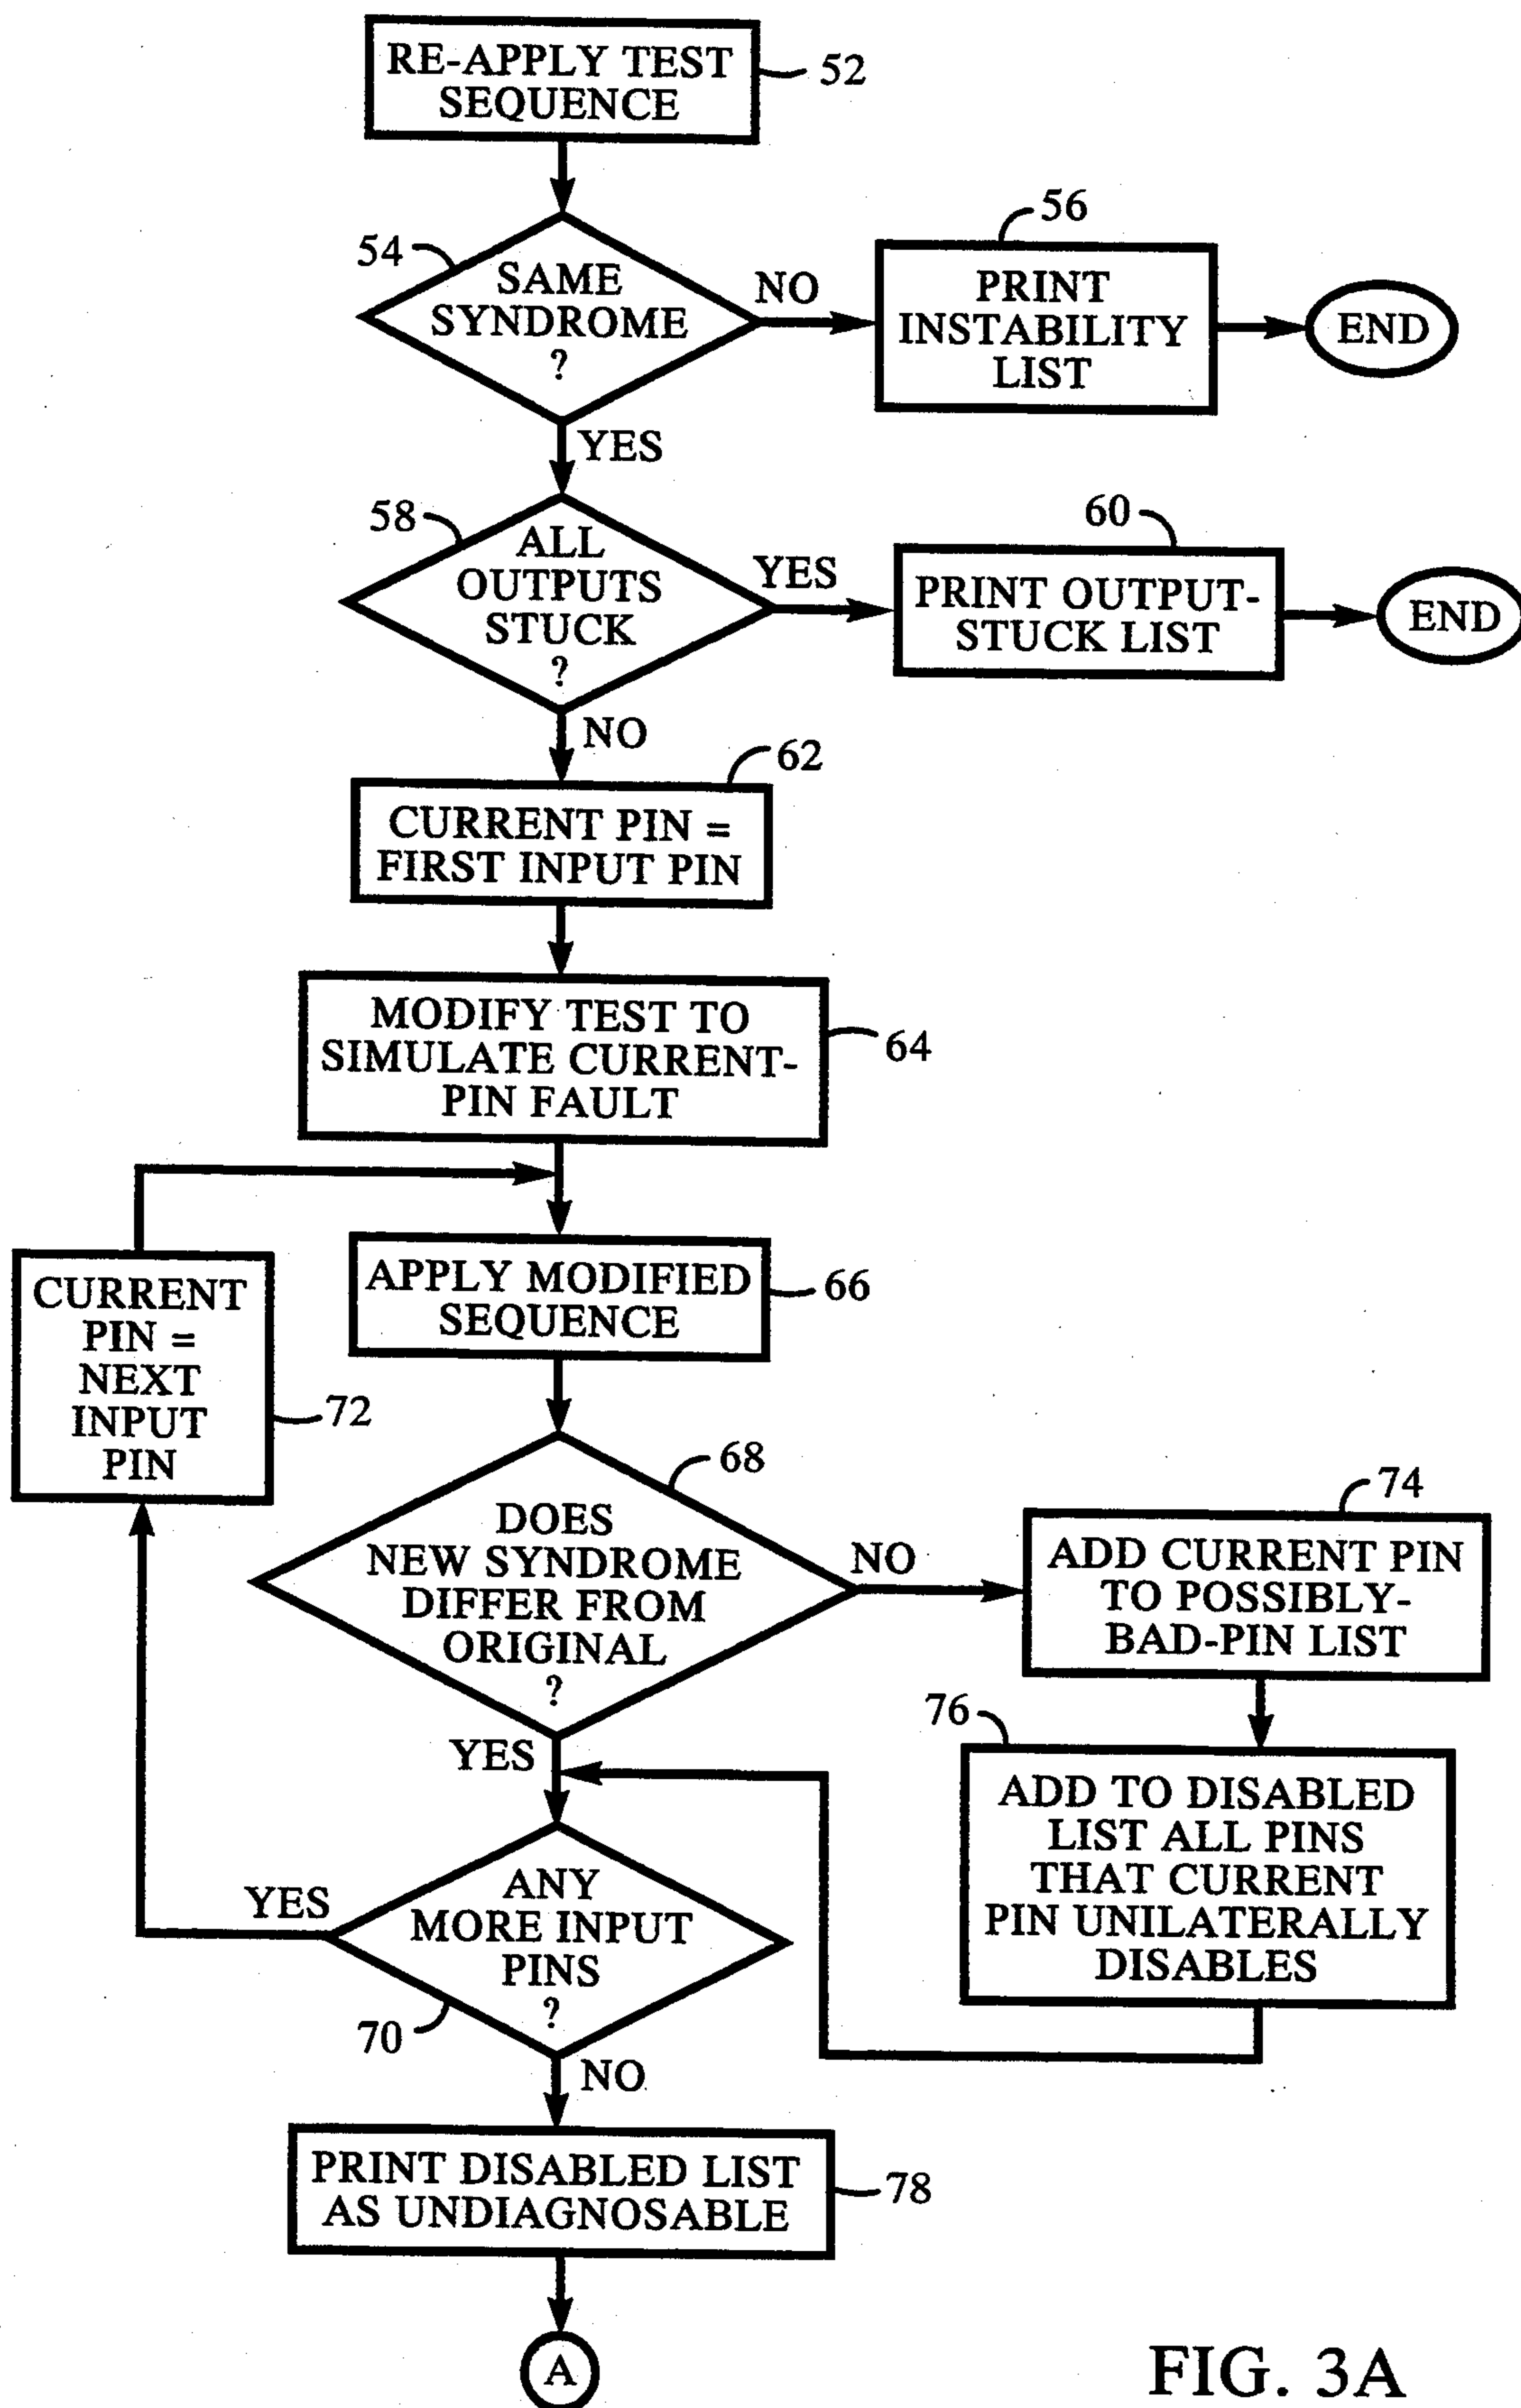 RE-APPLY TEST
SEQUENCE
52
54
SAME
SYNDROME
?
NO
56
PRINT
INSTABILITY
LIST
END
YES
58
ALL
OUTPUTS
STUCK
?
YES
60
PRINT OUTPUT-
STUCK LIST
END
NO
62
CURRENT PIN =
FIRST INPUT PIN
MODIFY TEST TO
SIMULATE CURRENT-
PIN FAULT
64
APPLY MODIFIED
SEQUENCE
66
CURRENT
PIN =
NEXT
INPUT
PIN
72
68
DOES
NEW SYNDROME
DIFFER FROM
ORIGINAL
?
NO
74
ADD CURRENT PIN
TO POSSIBLY-
BAD-PIN LIST
76
ADD TO DISABLED
LIST ALL PINS
THAT CURRENT
PIN UNILATERALLY
DISABLES
YES
ANY
MORE INPUT
PINS
?
YES
70
NO
PRINT DISABLED LIST
AS UNDIAGNOSABLE
78
A
FIG. 3A